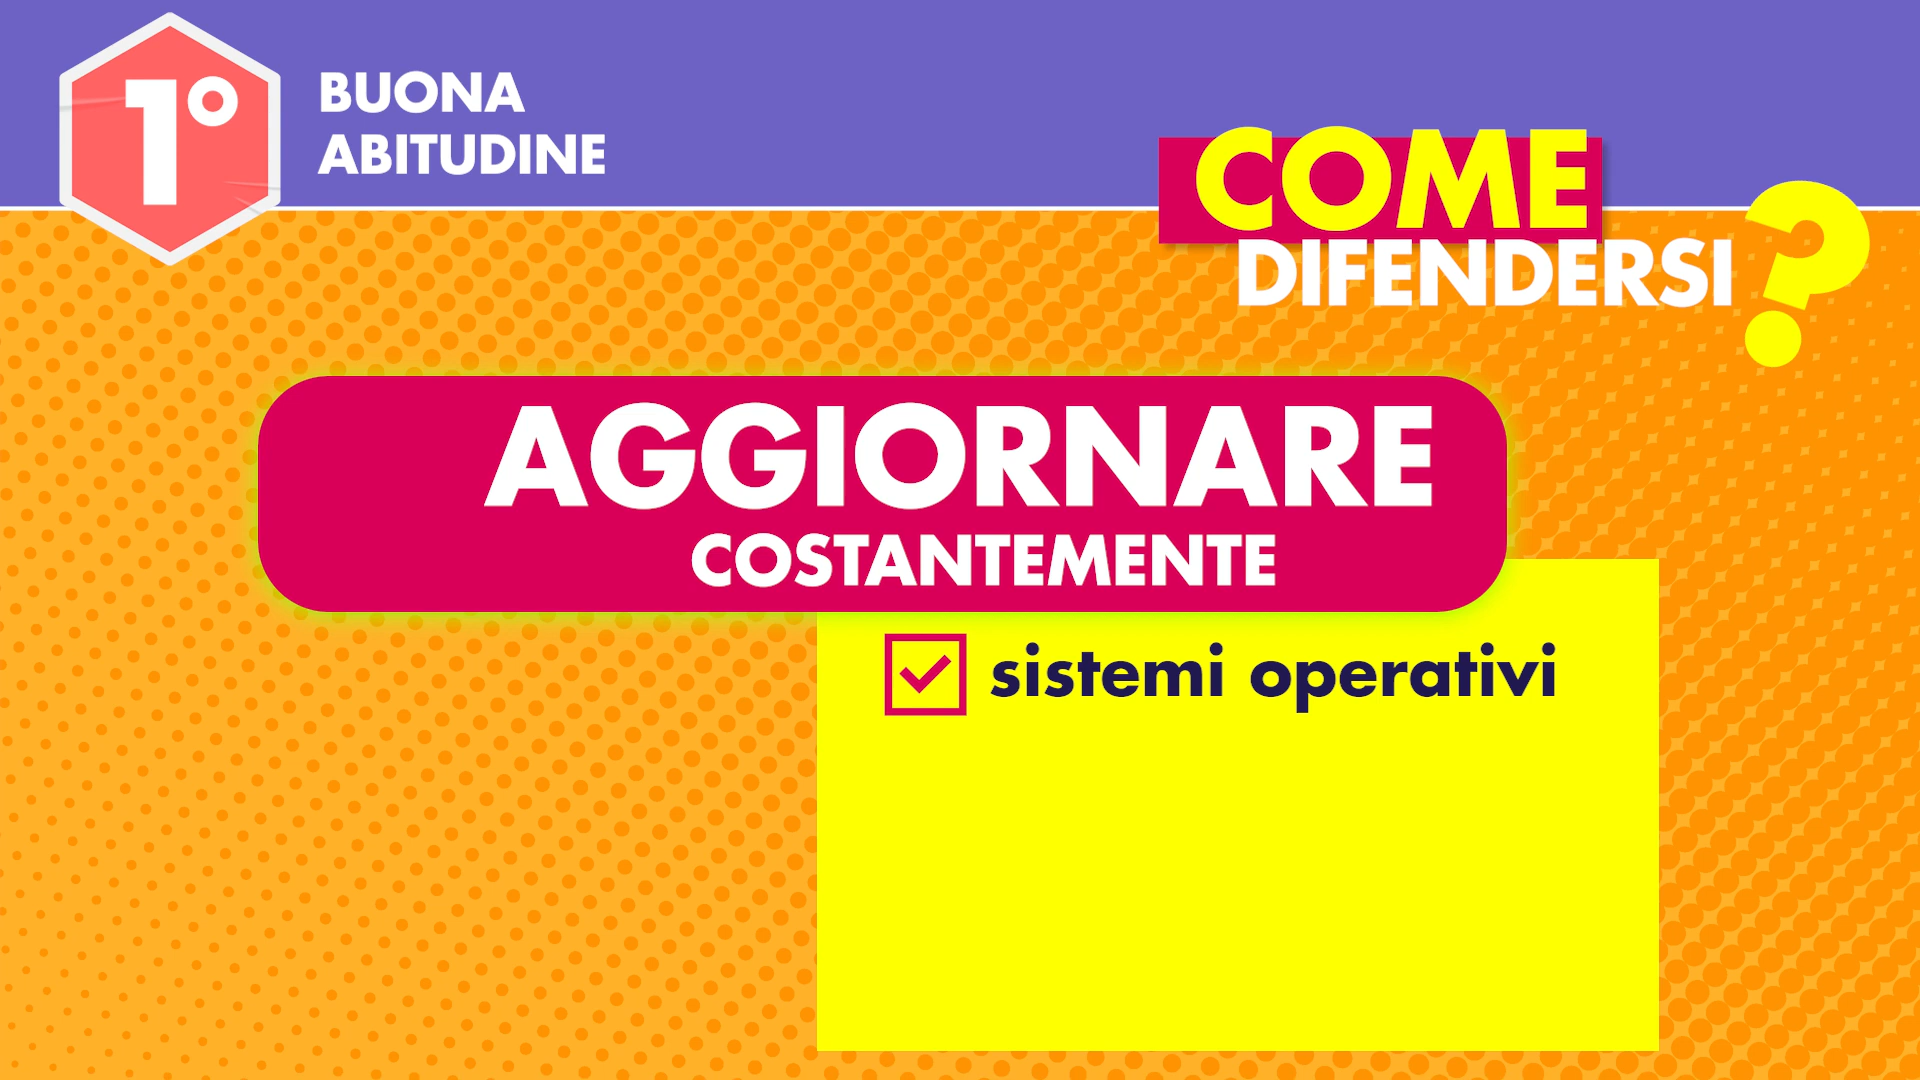 1°
BUONA
ABITUDINE
COME
DIFENDERSI?
AGGIORNARE
COSTANTEMENTE
sistemi operativi